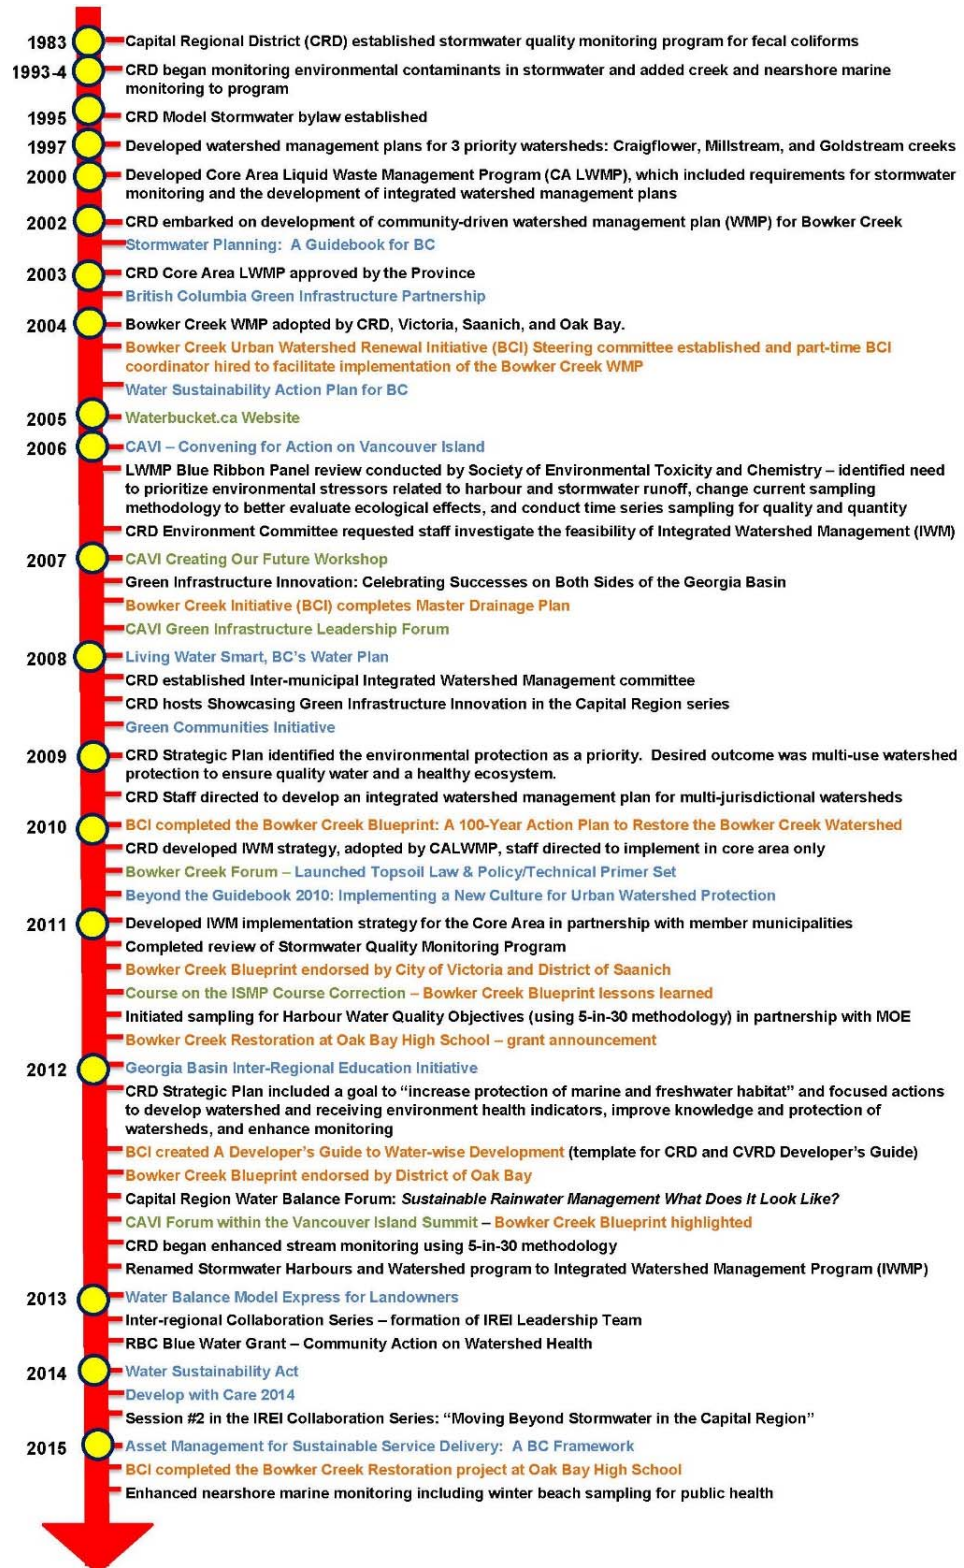 1983 Capital Regional District (CRD) established stormwater quality monitoring program for fecal coliforms
1993-4 CRD began monitoring environmental contaminants in stormwater and added creek and nearshore marine
monitoring to program
1995 CRD Model Stormwater bylaw established
1997 Developed watershed management plans for 3 priority watersheds: Craigflower, Millstream, and Goldstream creeks
2000 Developed Core Area Liquid Waste Management Program (CA LWMP), which included requirements for stormwater
monitoring and the development of integrated watershed management plans
2002 CRD embarked on development of community-driven watershed management plan (WMP) for Bowker Creek
Stormwater Planning: A Guidebook for BC
2003 CRD Core Area LWMP approved by the Province
British Columbia Green Infrastructure Partnership
2004 Bowker Creek WMP adopted by CRD, Victoria, Saanich, and Oak Bay.
Bowker Creek Urban Watershed Renewal Initiative (BCI) Steering committee established and part-time BCI
coordinator hired to facilitate implementation of the Bowker Creek WMP
Water Sustainability Action Plan for BC
2005 Waterbucket.ca Website
2006 CAVI – Convening for Action on Vancouver Island
LWMP Blue Ribbon Panel review conducted by Society of Environmental Toxicity and Chemistry – identified need
to prioritize environmental stressors related to harbour and stormwater runoff, change current sampling
methodology to better evaluate ecological effects, and conduct time series sampling for quality and quantity
CRD Environment Committee requested staff investigate the feasibility of Integrated Watershed Management (IWM)
2007 CAVI Creating Our Future Workshop
Green Infrastructure Innovation: Celebrating Successes on Both Sides of the Georgia Basin
Bowker Creek Initiative (BCI) completes Master Drainage Plan
CAVI Green Infrastructure Leadership Forum
2008 Living Water Smart, BC's Water Plan
CRD established Inter-municipal Integrated Watershed Management committee
CRD hosts Showcasing Green Infrastructure Innovation in the Capital Region series
Green Communities Initiative
2009 CRD Strategic Plan identified the environmental protection as a priority. Desired outcome was multi-use watershed
protection to ensure quality water and a healthy ecosystem.
CRD Staff directed to develop an integrated watershed management plan for multi-jurisdictional watersheds
2010 BCI completed the Bowker Creek Blueprint: A 100-Year Action Plan to Restore the Bowker Creek Watershed
CRD developed IWM strategy, adopted by CALWMP, staff directed to implement in core area only
Bowker Creek Forum – Launched Topsoil Law & Policy/Technical Primer Set
Beyond the Guidebook 2010: Implementing a New Culture for Urban Watershed Protection
2011 Developed IWM implementation strategy for the Core Area in partnership with member municipalities
Completed review of Stormwater Quality Monitoring Program
Bowker Creek Blueprint endorsed by City of Victoria and District of Saanich
Course on the ISMP Course Correction – Bowker Creek Blueprint lessons learned
Initiated sampling for Harbour Water Quality Objectives (using 5-in-30 methodology) in partnership with MOE
Bowker Creek Restoration at Oak Bay High School – grant announcement
2012 Georgia Basin Inter-Regional Education Initiative
CRD Strategic Plan included a goal to "increase protection of marine and freshwater habitat" and focused actions
to develop watershed and receiving environment health indicators, improve knowledge and protection of
watersheds, and enhance monitoring
BCI created A Developer's Guide to Water-wise Development (template for CRD and CVRD Developer's Guide)
Bowker Creek Blueprint endorsed by District of Oak Bay
Capital Region Water Balance Forum: Sustainable Rainwater Management What Does It Look Like?
CAVI Forum within the Vancouver Island Summit – Bowker Creek Blueprint highlighted
CRD began enhanced stream monitoring using 5-in-30 methodology
Renamed Stormwater Harbours and Watershed program to Integrated Watershed Management Program (IWMP)
2013 Water Balance Model Express for Landowners
Inter-regional Collaboration Series – formation of IREI Leadership Team
RBC Blue Water Grant – Community Action on Watershed Health
2014 Water Sustainability Act
Develop with Care 2014
Session #2 in the IREI Collaboration Series: "Moving Beyond Stormwater in the Capital Region"
2015 Asset Management for Sustainable Service Delivery: A BC Framework
BCI completed the Bowker Creek Restoration project at Oak Bay High School
Enhanced nearshore marine monitoring including winter beach sampling for public health